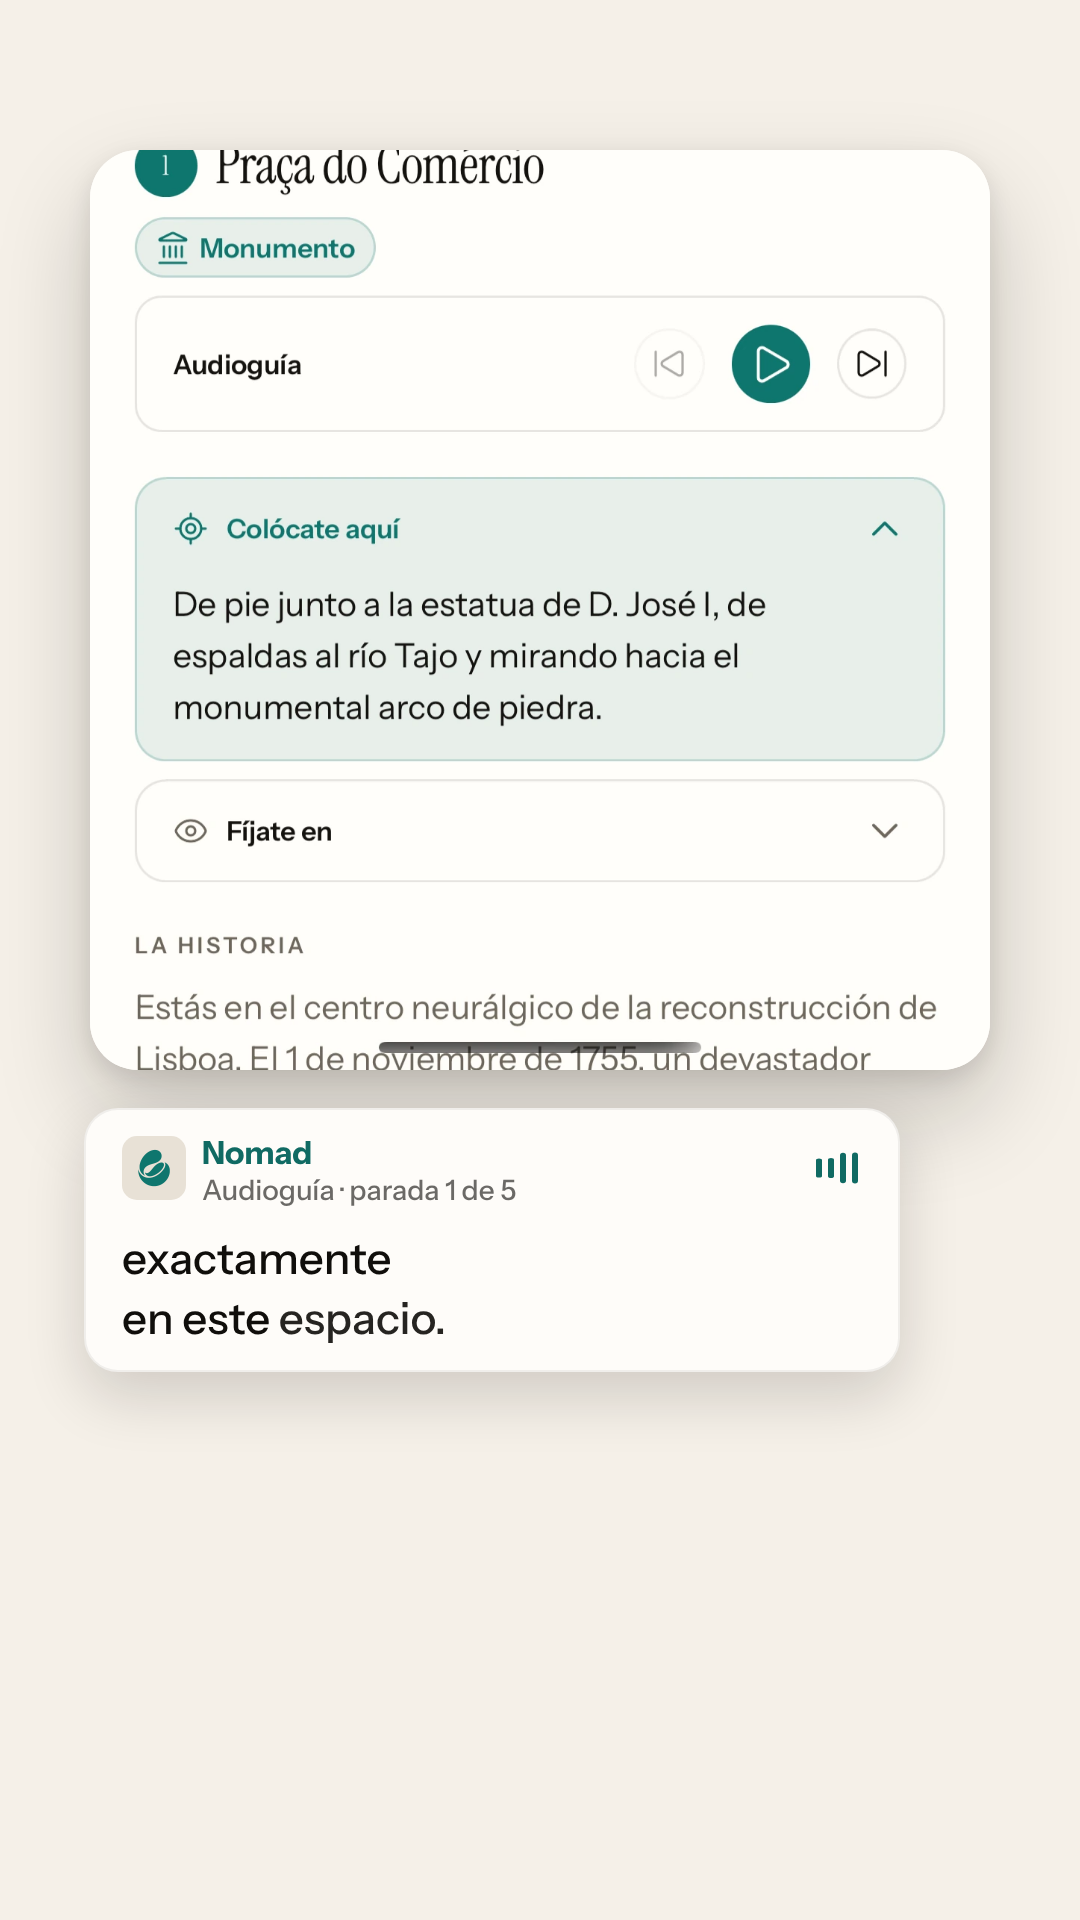 1 Praça do Comércio
Monumento
Audioguía
Colócate aquí
De pie junto a la estatua de D. José I, de
espaldas al río Tajo y mirando hacia el
monumental arco de piedra.
Fíjate en
LA HISTORIA
Estás en el centro neurálgico de la reconstrucción de
Lisboa. El 1 de noviembre de 1755, un devastador
Nomad
Audioguía · parada 1 de 5
exactamente
en este espacio.